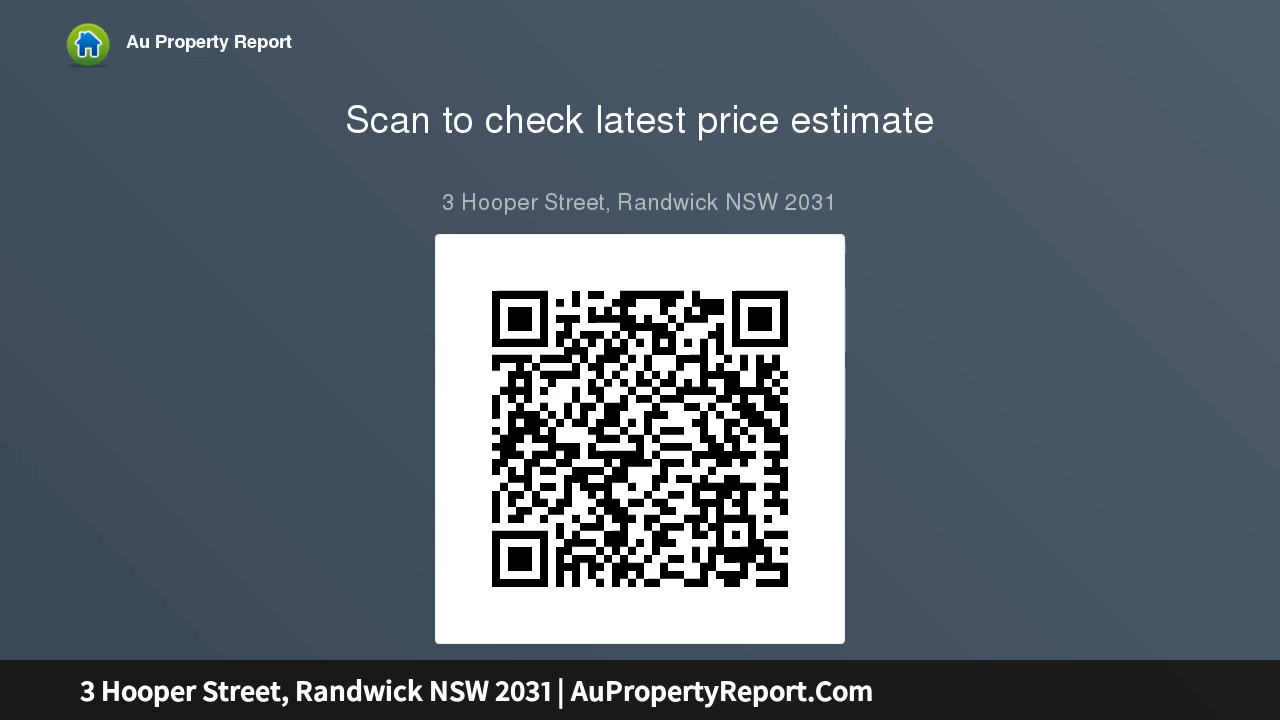 Au Property Report
Scan to check latest price estimate
3 Hooper Street, Randwick NSW 2031
3 Hooper Street, Randwick NSW 2031 | AuPropertyReport.Com